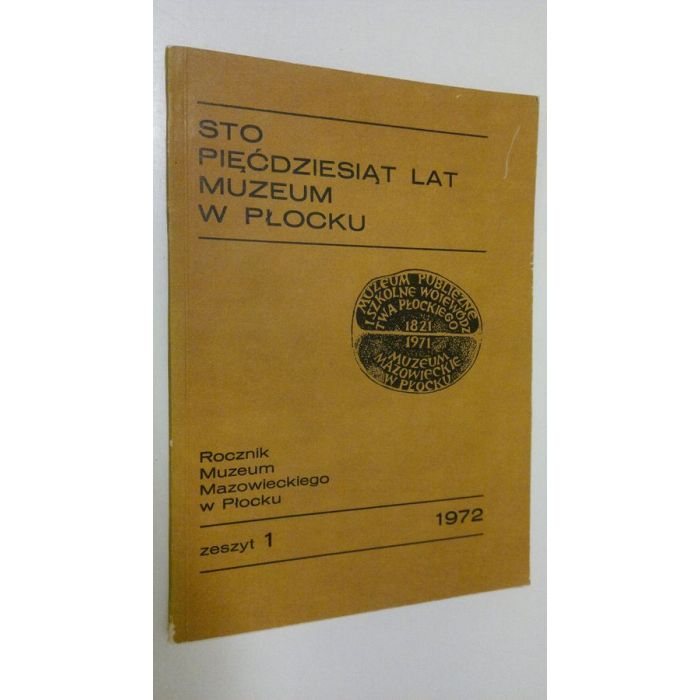 STO
PIĘĆDZIESIĄT LAT
MUZEUM
W PŁOCKU
MUZEUM PUBLICZNE
I SZKOLNE WOIEWÓDZ
TWA PŁOCKIEGO
1821
1971
MUZEUM
MAZOWIECKIE
W PŁOCKU
Rocznik
Muzeum
Mazowieckiego
w Płocku
1972
zeszyt 1